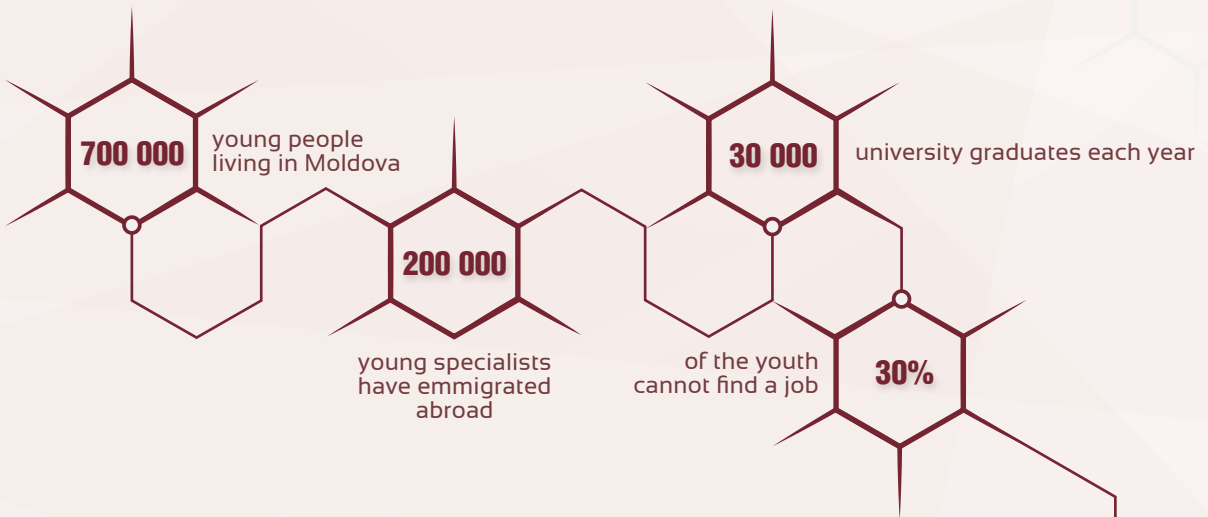 700 000
young people
living in Moldova
200 000
young specialists
have emmigrated
abroad
30 000
university graduates each year
30%
of the youth
cannot find a job